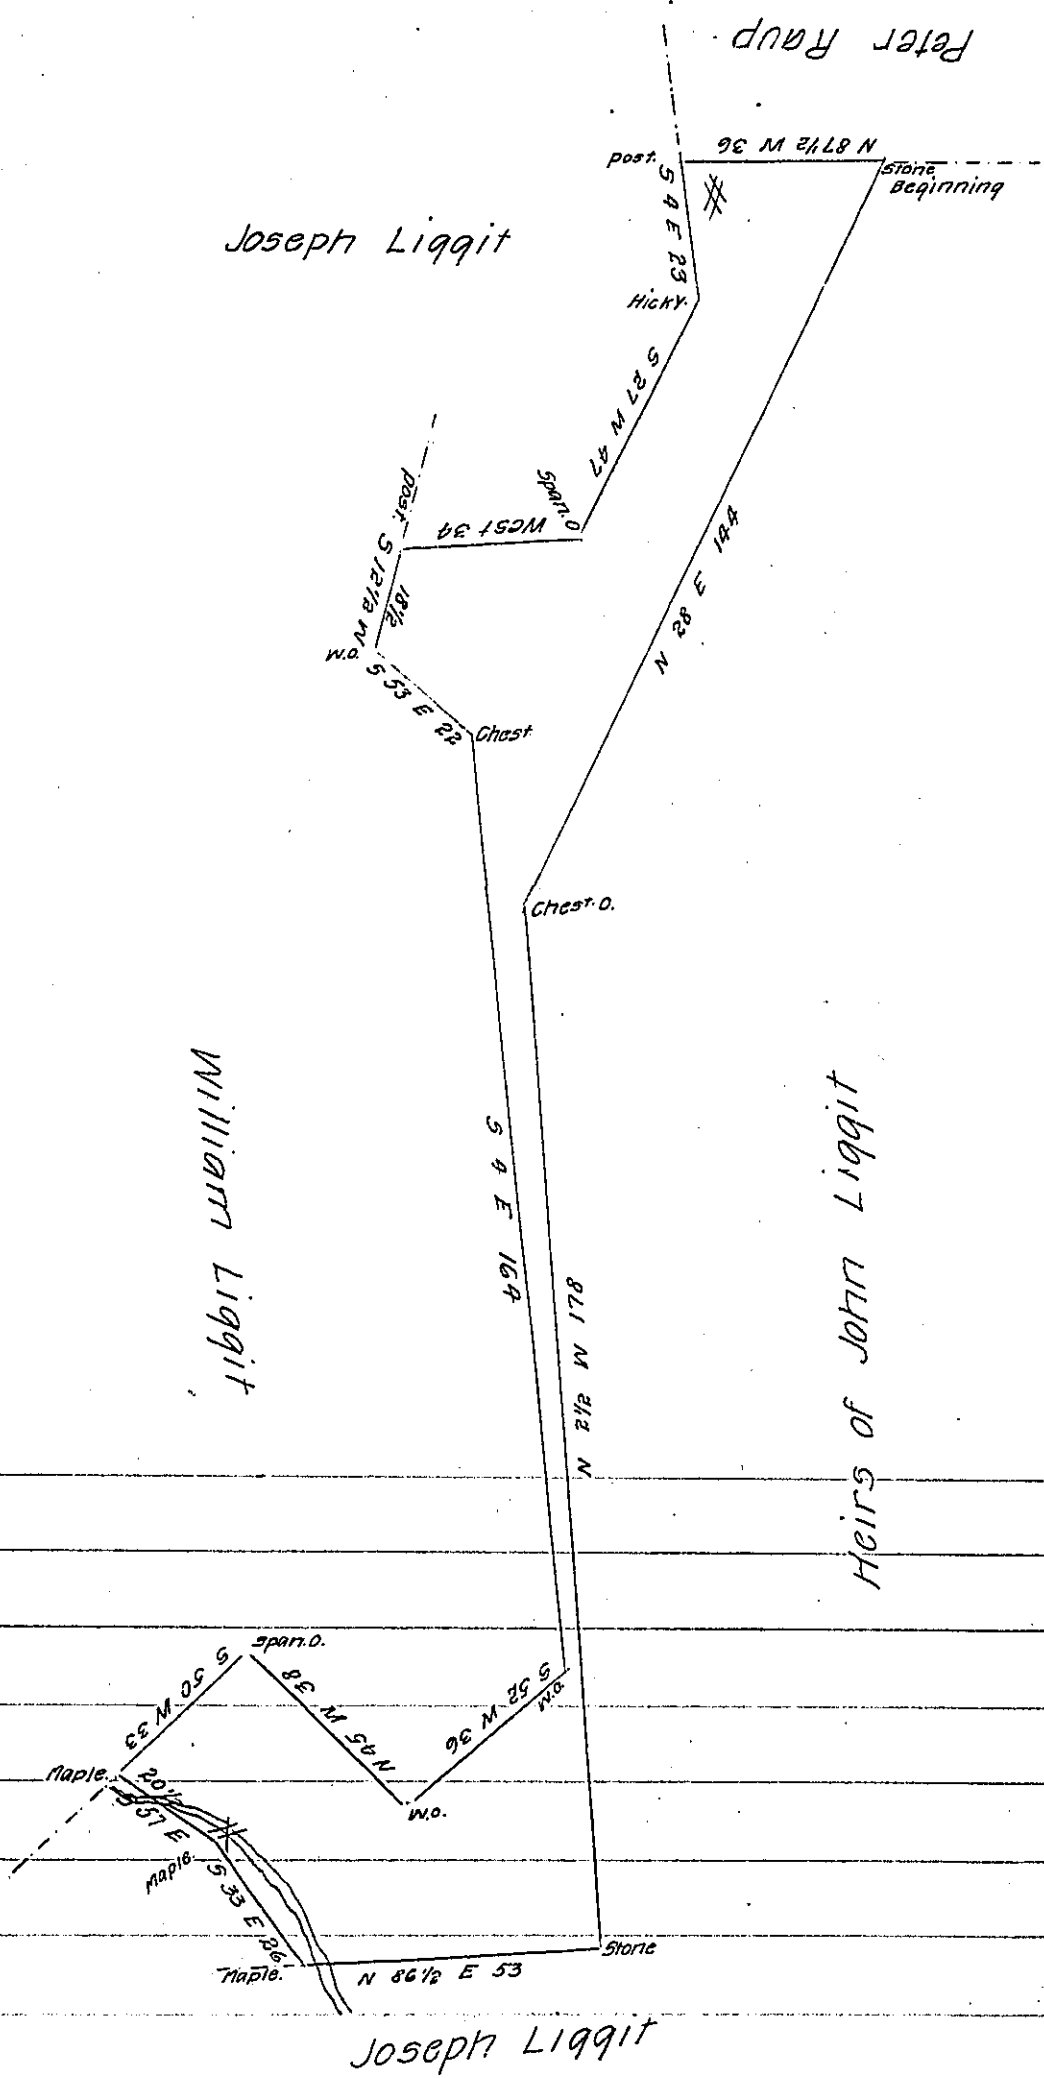 Peter Raup.
N 87½ W 36
post.
Stone
Beginning
S 4 E 23
Joseph Liggit
Hicky.
S 27 W 47
Span. O
West 34
post.
S 12½ W
18½
W.O.
S 53 E 22
Chest.
N 28 E 144
Chest. O.
William Liggit
Heirs of John Liggit
S 4 E 164
N 2½ W 178
Span. O.
S 50 W 33
N 45 W 38
S 52 W 36
W.O.
W.O.
Maple.
20½
S 57 E
Maple.
S 33 E 26
Maple.
N 86½ E 53
Stone
Joseph Liggit